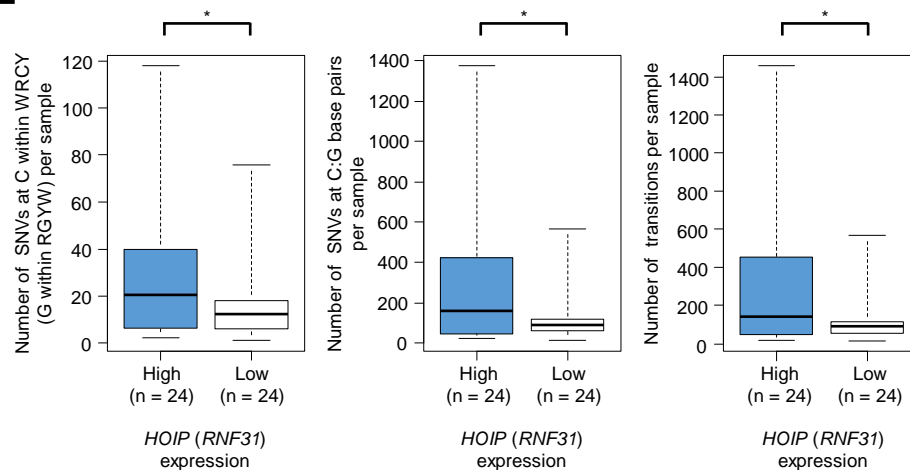 *
Number of SNVs at C within WRCY
(G within RGYW) per sample
120
100
80
60
40
20
0
High
(n = 24)
Low
(n = 24)
HOIP (RNF31)
expression
*
Number of SNVs at C:G base pairs
per sample
1400
1200
1000
800
600
400
200
0
High
(n = 24)
Low
(n = 24)
HOIP (RNF31)
expression
*
Number of transitions per sample
1400
1200
1000
800
600
400
200
0
High
(n = 24)
Low
(n = 24)
HOIP (RNF31)
expression